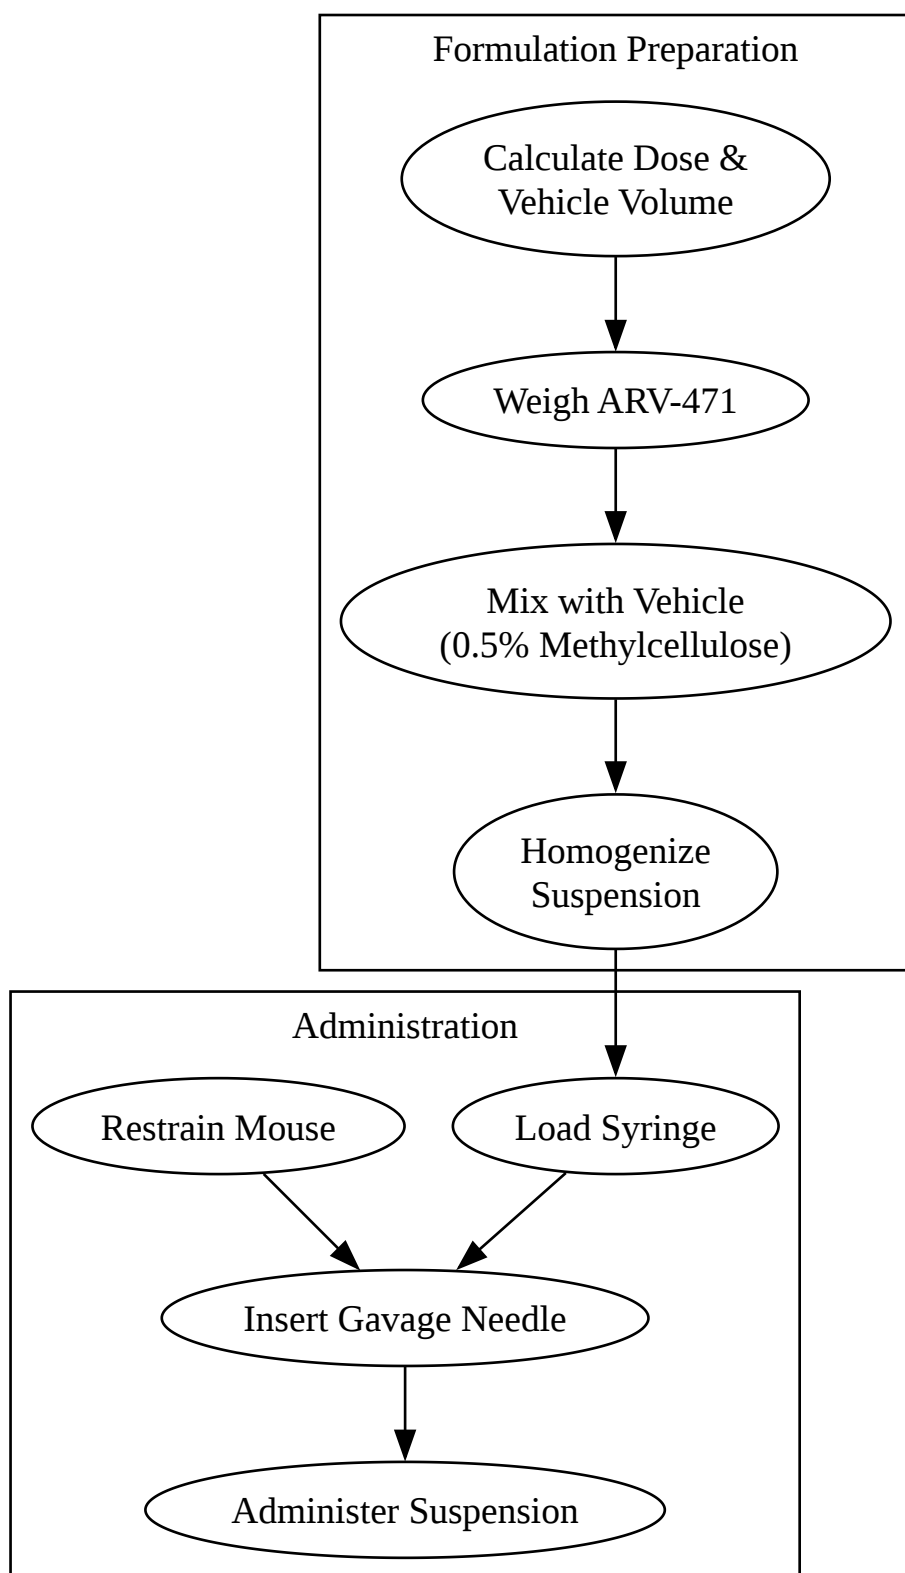 Formulation Preparation
Calculate Dose &
Vehicle Volume
Weigh ARV-471
Mix with Vehicle
(0.5% Methylcellulose)
Homogenize
Suspension
Administration
Restrain Mouse
Load Syringe
Insert Gavage Needle
Administer Suspension